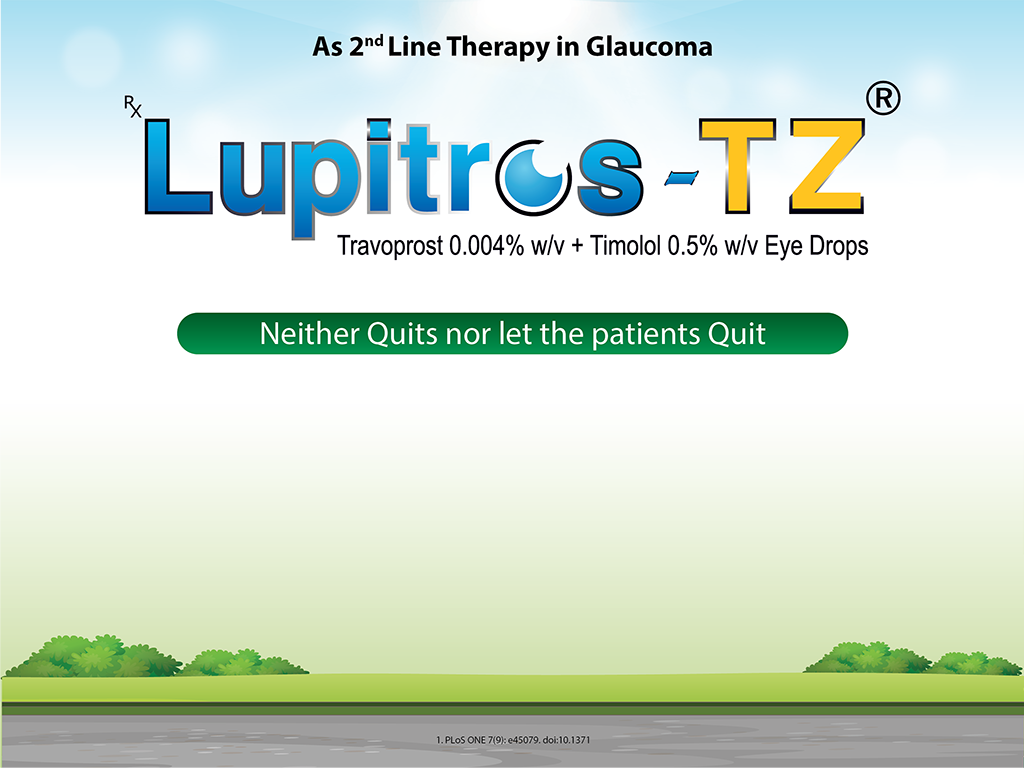 As 2nd Line Therapy in Glaucoma
Rx Lupitros-TZ®
Travoprost 0.004% w/v + Timolol 0.5% w/v Eye Drops
Neither Quits nor let the patients Quit
1. PLoS ONE 7(9): e45079. doi:10.1371